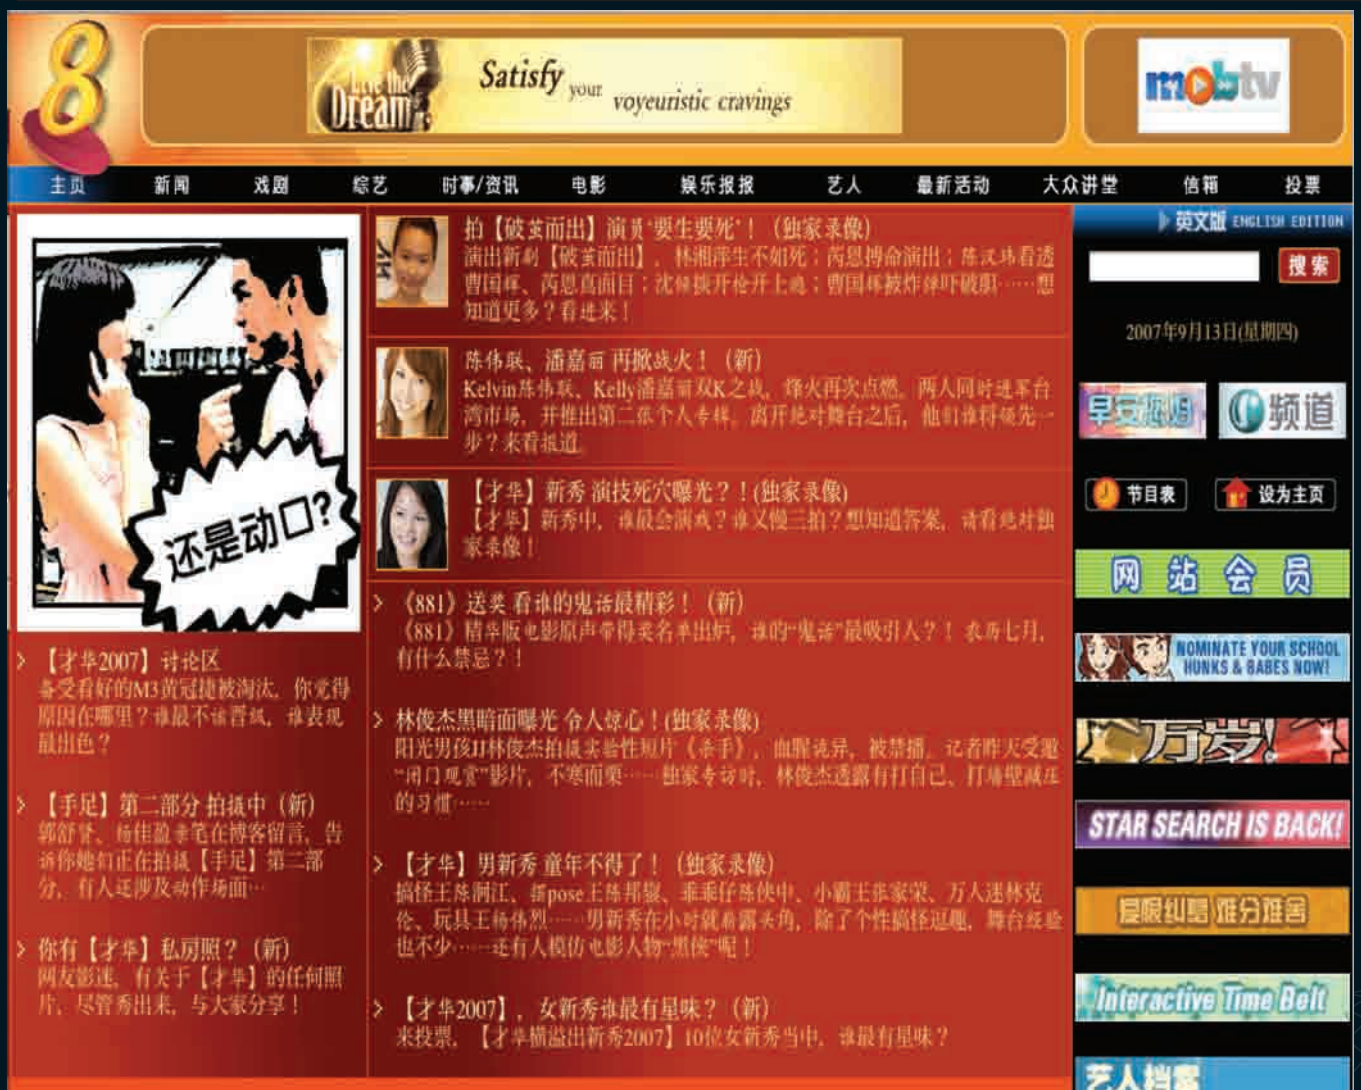 8
Live the
Dream
Satisfy your voyeuristic cravings
mobtv
主页 新闻 戏剧 综艺 时事/资讯 电影 娱乐报报 艺人 最新活动 大众讲堂 信箱 投票
还是动口?
【才华2007】讨论区
备受看好的M3黄冠捷被淘汰，你觉得
原因在哪里？谁最不该晋级，谁表现
最出色？
【手足】第二部分 拍摄中（新）
郭舒贤、杨佳盈亲笔在博客留言，告
诉你她们正在拍摄【手足】第二部
分，有人还涉及动作场面…
你有【才华】私房照？（新）
网友影迷，有关于【才华】的任何照
片，尽管秀出来，与大家分享！
拍【破茧而出】演员“要生要死”！（独家录像）
演出新剧【破茧而出】，林湘萍生不如死；芮恩搏命演出；陈汉玮看透
曹国辉、芮恩真面目；沈倾掞开枪开上瘾；曹国辉被炸弹吓破胆……想
知道更多？看进来！
陈伟联、潘嘉丽 再掀战火！（新）
Kelvin陈伟联、Kelly潘嘉丽双K之战，烽火再次点燃。两人同时进军台
湾市场，并推出第二张个人专辑。离开绝对舞台之后，他们谁得领先一
步？来看报道。
【才华】新秀 演技死穴曝光？！(独家录像)
【才华】新秀中，谁最会演戏？谁又慢三拍？想知道答案，请看绝对独
家录像！
《881》送奖 看谁的鬼话最精彩！（新）
《881》精华版电影原声带得奖名单出炉，谁的“鬼话”最吸引人？！农历七月，
有什么禁忌？！
林俊杰黑暗面曝光 令人惊心！(独家录像)
阳光男孩JJ林俊杰拍摄实验性短片《杀手》，血腥诡异，被禁播。记者昨天受邀
“闭门观赏”影片，不寒而栗……独家专访时，林俊杰透露有打自己、打墙壁减压
的习惯……
【才华】男新秀 童年不得了！（独家录像）
搞怪王陈泂江、摆pose王陈邦鋆、乖乖仔陈侠中、小霸王张家荣、万人迷林克
伦、玩具王杨伟烈……男新秀在小时就崭露头角，除了个性搞怪逗趣，舞台经验
也不少……还有人模仿电影人物“黑侠”呢！
【才华2007】，女新秀谁最有星味？（新）
来投票，【才华横溢出新秀2007】10位女新秀当中，谁最有星味？
英文版 ENGLISH EDITION
搜索
2007年9月13日(星期四)
早安您好 频道
节目表 设为主页
网站会员
NOMINATE YOUR SCHOOL
HUNKS & BABES NOW!
万岁!
STAR SEARCH IS BACK!
纠葛 难分难舍
Interactive Time Belt
艺人档案